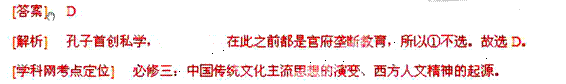 [答案] D
[解析] 孔子首创私学， 在此之前都是官府垄断教育，所以①不选。故选 D。
[学科网考点定位] 必修三：中国传统文化主流思想的演变、西方人文精神的起源。